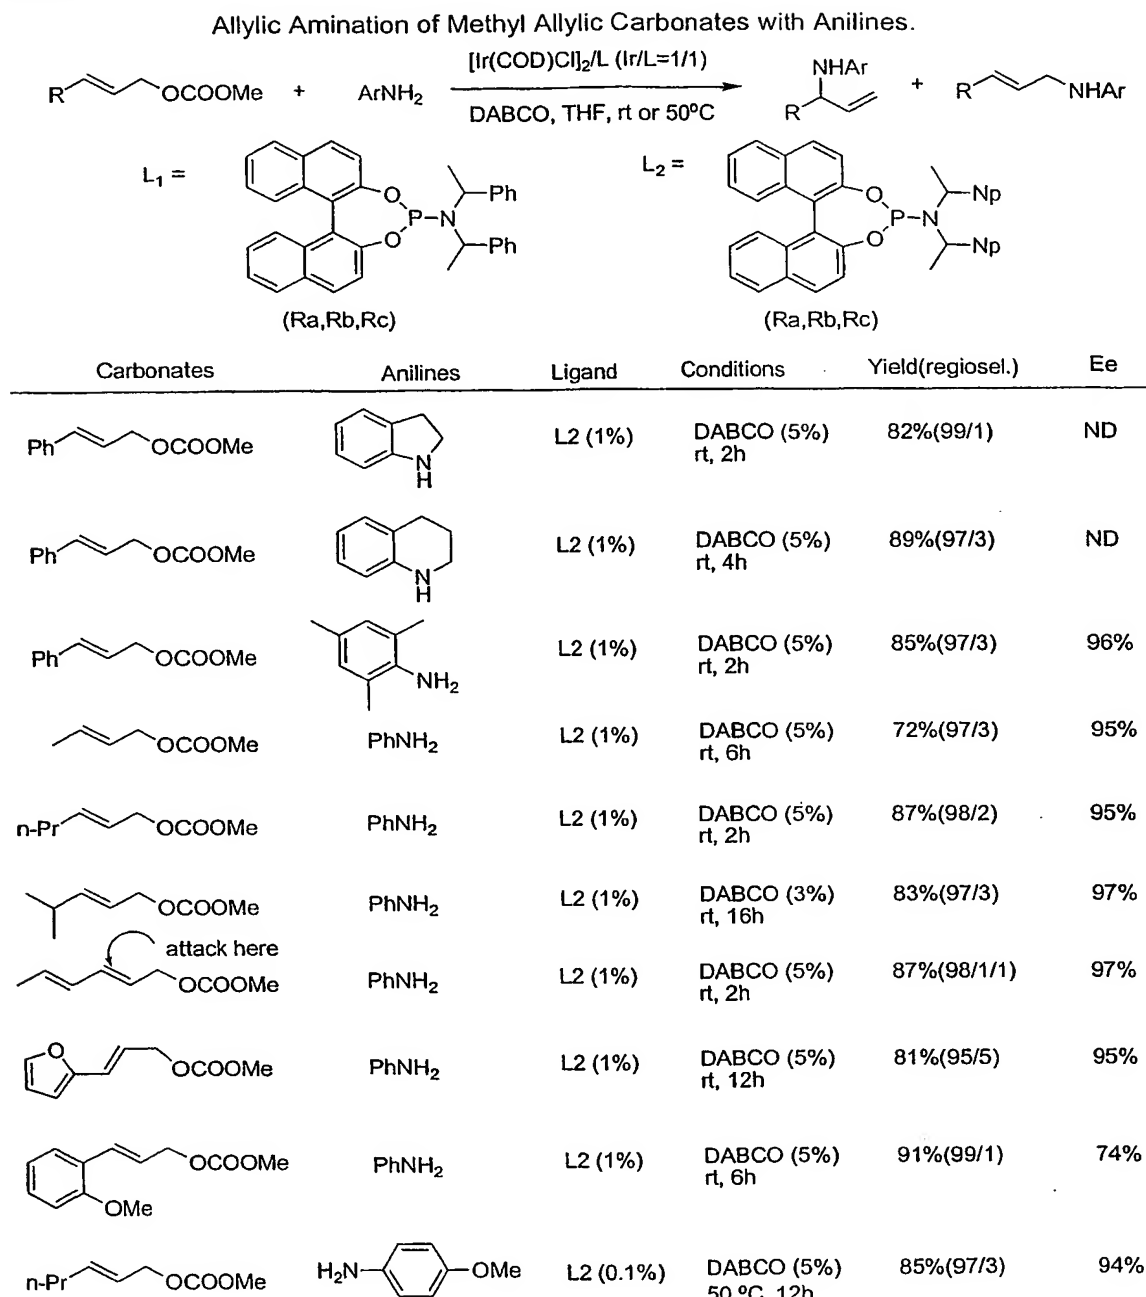 Allylic Amination of Methyl Allylic Carbonates with Anilines.
R OCOOMe + ArNH2 [Ir(COD)Cl]2/L (Ir/L=1/1) DABCO, THF, rt or 50ºC NHAr R + R NHAr
L1 = O O P N Ph Ph L2 = O O P N Np Np
(Ra,Rb,Rc) (Ra,Rb,Rc)
Carbonates Anilines Ligand Conditions Yield(regiosel.) Ee
Ph OCOOMe N H L2 (1%) DABCO (5%) 82%(99/1) ND
rt, 2h
Ph OCOOMe N H L2 (1%) DABCO (5%) 89%(97/3) ND
rt, 4h
Ph OCOOMe NH2 L2 (1%) DABCO (5%) 85%(97/3) 96%
rt, 2h
OCOOMe PhNH2 L2 (1%) DABCO (5%) 72%(97/3) 95%
rt, 6h
n-Pr OCOOMe PhNH2 L2 (1%) DABCO (5%) 87%(98/2) 95%
rt, 2h
OCOOMe PhNH2 L2 (1%) DABCO (3%) 83%(97/3) 97%
rt, 16h
attack here
OCOOMe PhNH2 L2 (1%) DABCO (5%) 87%(98/1/1) 97%
rt, 2h
O OCOOMe PhNH2 L2 (1%) DABCO (5%) 81%(95/5) 95%
rt, 12h
OCOOMe OMe PhNH2 L2 (1%) DABCO (5%) 91%(99/1) 74%
rt, 6h
n-Pr OCOOMe H2N OMe L2 (0.1%) DABCO (5%) 85%(97/3) 94%
50 ºC, 12h